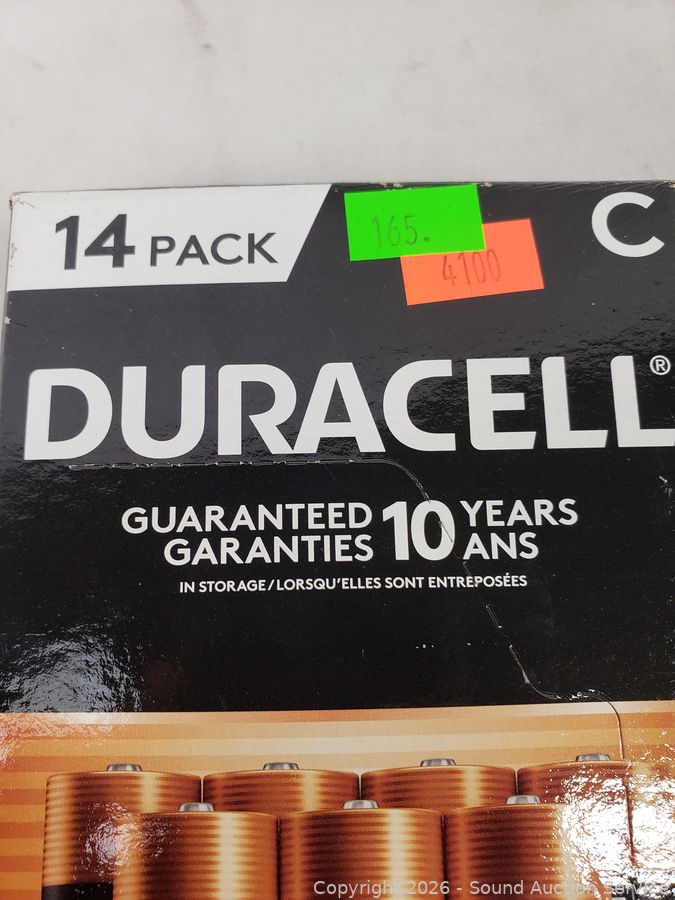 14 PACK
165.
4100
C
DURACELL®
GUARANTEED 10 YEARS
GARANTIES ANS
IN STORAGE/LORSQU'ELLES SONT ENTREPOSÉES
Copyright 2026 - Sound Auction Service